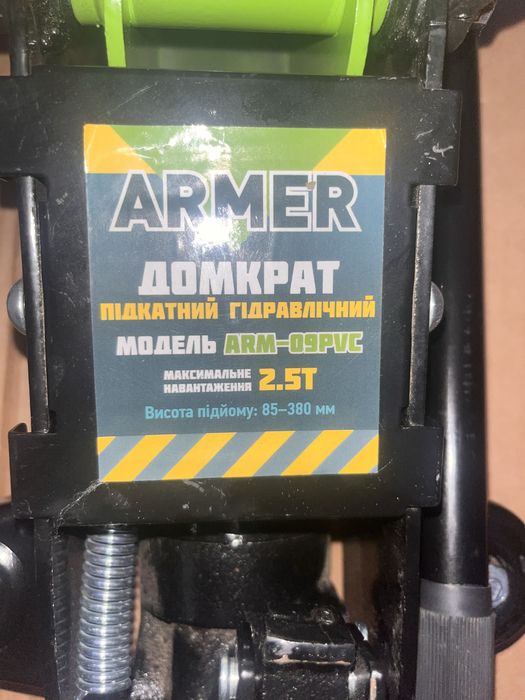 ARMER
ДОМКРАТ
ПІДКАТНИЙ ГІДРАВЛІЧНИЙ
МОДЕЛЬ ARM-09PVC
МАКСИМАЛЬНЕ
НАВАНТАЖЕННЯ 2.5Т
Висота підйому: 85–380 мм